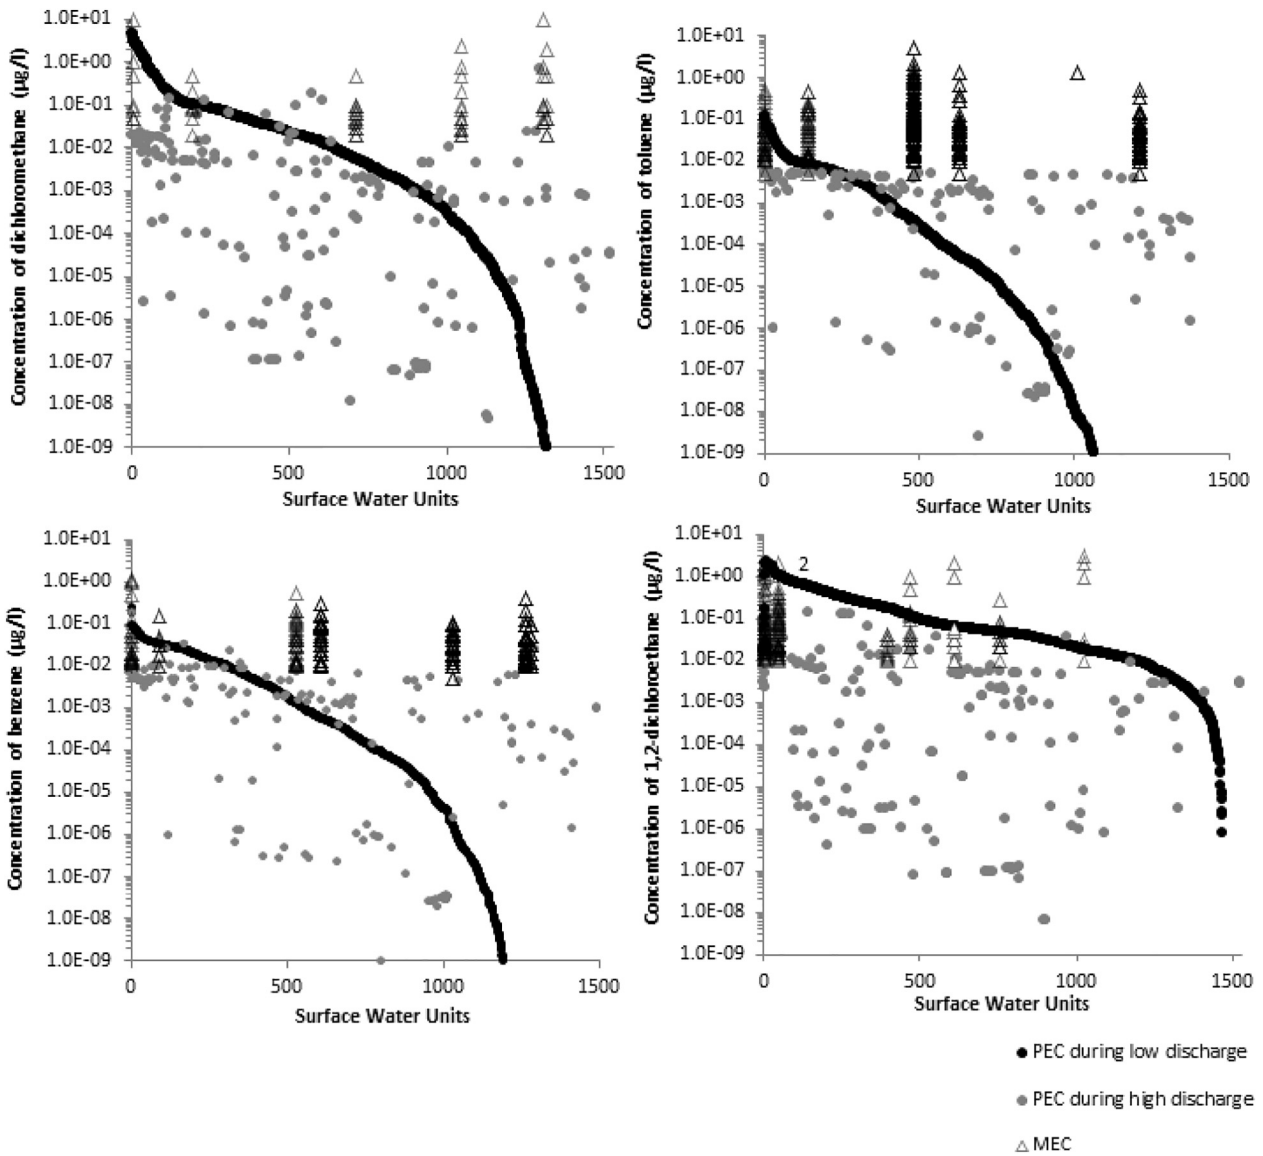 Concentration of dichloromethane (µg/l)
1.0E+01
1.0E+00
1.0E-01
1.0E-02
1.0E-03
1.0E-04
1.0E-05
1.0E-06
1.0E-07
1.0E-08
1.0E-09
0 500 1000 1500
Surface Water Units
Concentration of toluene (µg/l)
1.0E+01
1.0E+00
1.0E-01
1.0E-02
1.0E-03
1.0E-04
1.0E-05
1.0E-06
1.0E-07
1.0E-08
1.0E-09
0 500 1000 1500
Surface Water Units
Concentration of benzene (µg/l)
1.0E+01
1.0E+00
1.0E-01
1.0E-02
1.0E-03
1.0E-04
1.0E-05
1.0E-06
1.0E-07
1.0E-08
1.0E-09
0 500 1000 1500
Surface Water Units
Concentration of 1,2-dichloroethane (µg/l)
1.0E+01
1.0E+00
1.0E-01
1.0E-02
1.0E-03
1.0E-04
1.0E-05
1.0E-06
1.0E-07
1.0E-08
1.0E-09
2
0 500 1000 1500
Surface Water Units
PEC during low discharge
PEC during high discharge
MEC